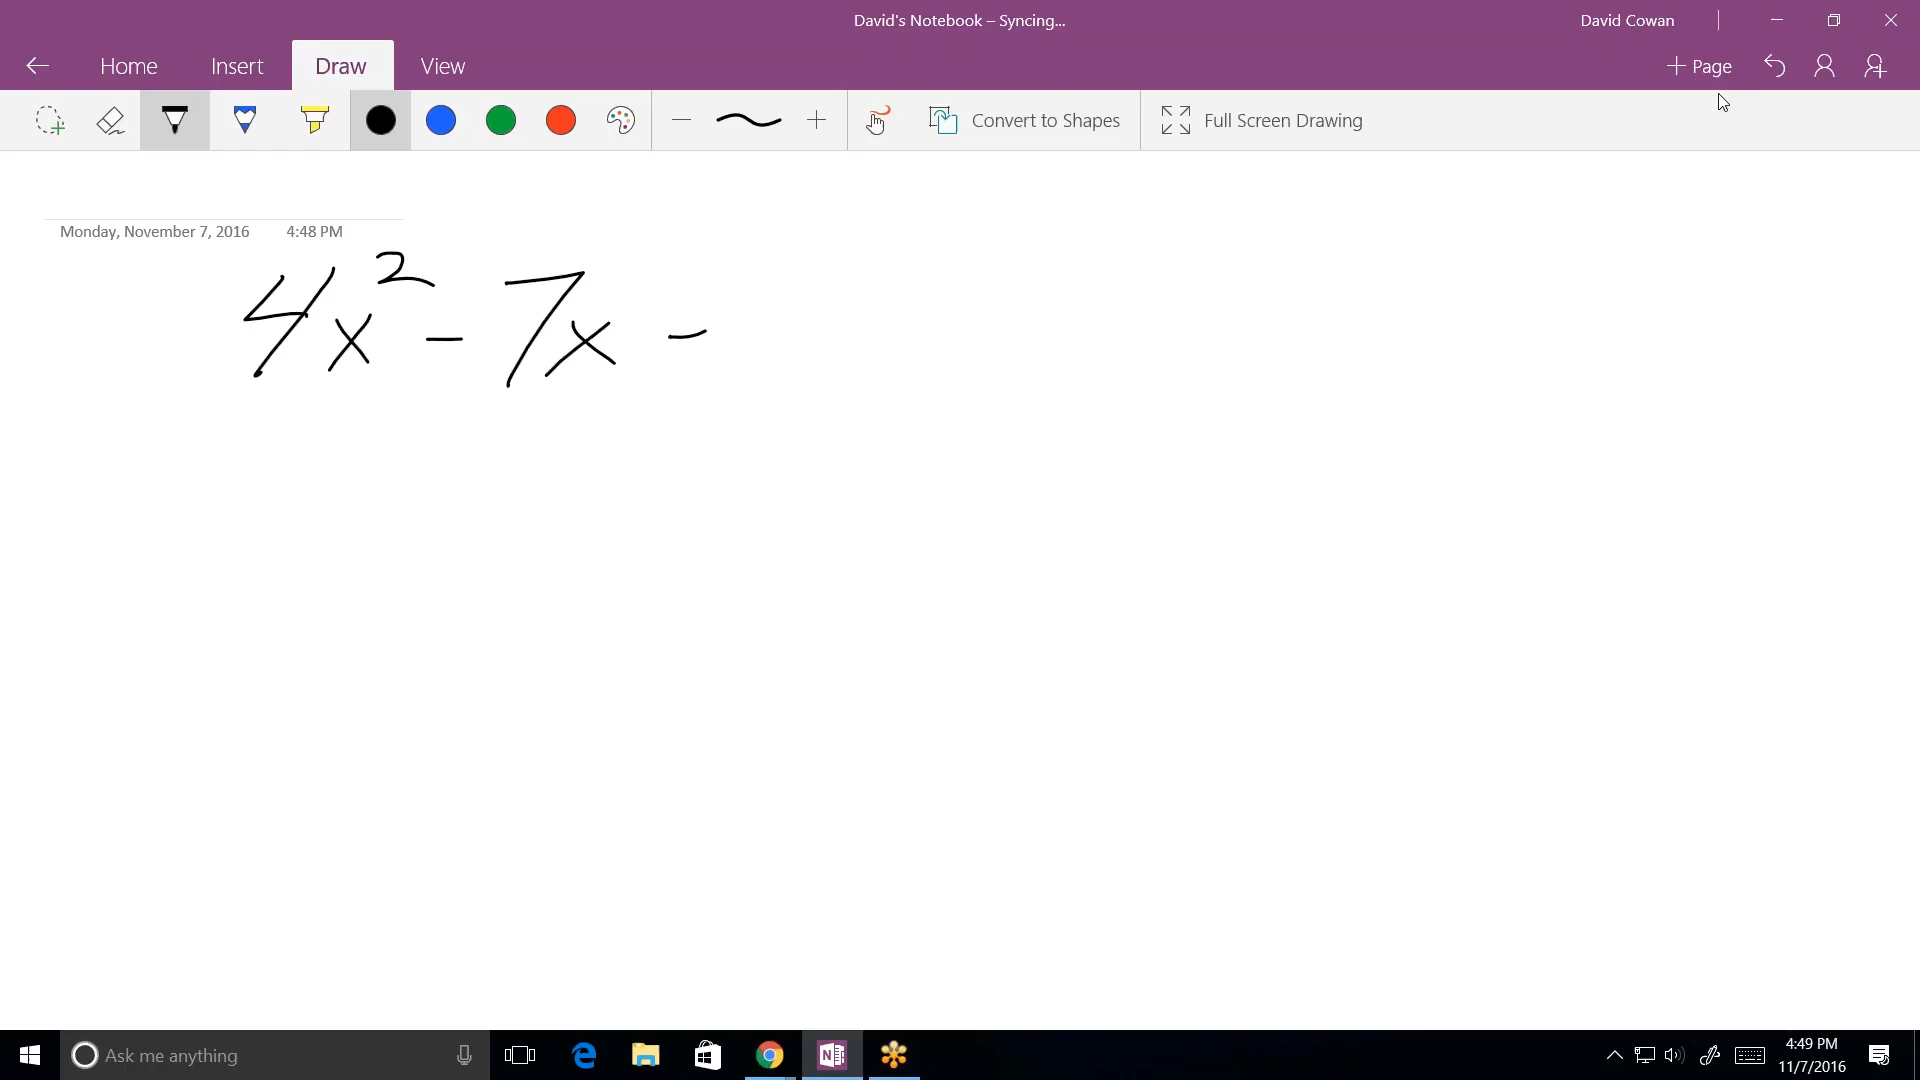 David's Notebook – Syncing...
David Cowan
Home Insert Draw View
Page
Convert to Shapes Full Screen Drawing
Monday, November 7, 2016 4:48 PM
4x² - 7x -
Ask me anything
N
4:49 PM
11/7/2016